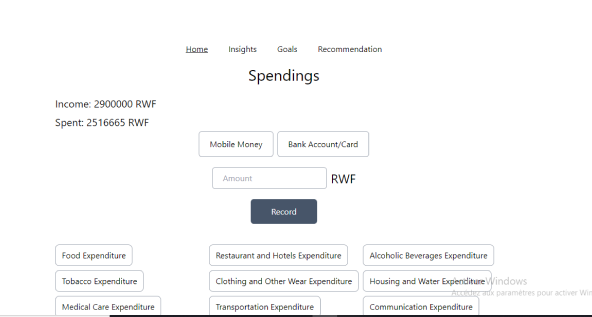 Home Insights Goals Recommendation
Spendings
Income: 2900000 RWF
Spent: 2516665 RWF
Mobile Money Bank Account/Card
Amount RWF
Record
Food Expenditure Restaurant and Hotels Expenditure Alcoholic Beverages Expenditure
Tobacco Expenditure Clothing and Other Wear Expenditure Housing and Water Expenditure
Windows
Accédez aux paramètres pour activer Win
Medical Care Expenditure Transportation Expenditure Communication Expenditure